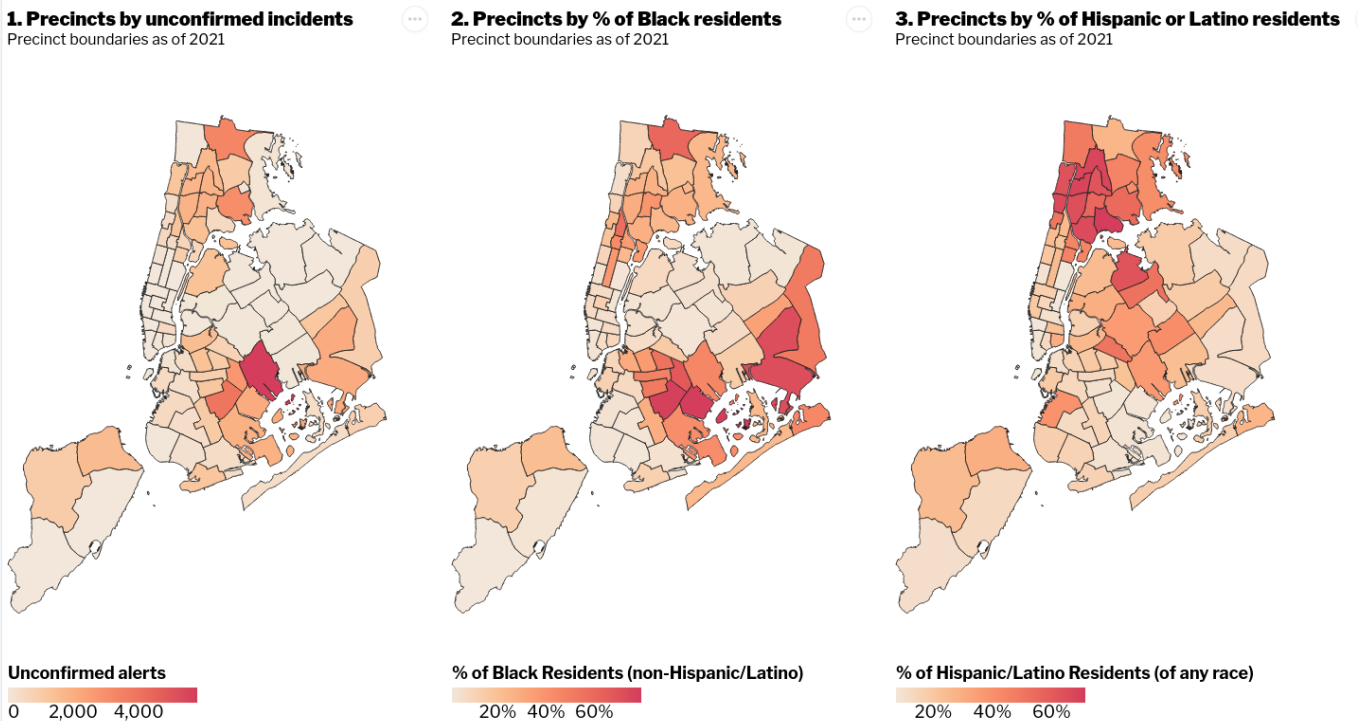 1. Precincts by unconfirmed incidents
Precinct boundaries as of 2021
2. Precincts by % of Black residents
Precinct boundaries as of 2021
3. Precincts by % of Hispanic or Latino residents
Precinct boundaries as of 2021
Unconfirmed alerts
0 2,000 4,000
% of Black Residents (non-Hispanic/Latino)
20% 40% 60%
% of Hispanic/Latino Residents (of any race)
20% 40% 60%